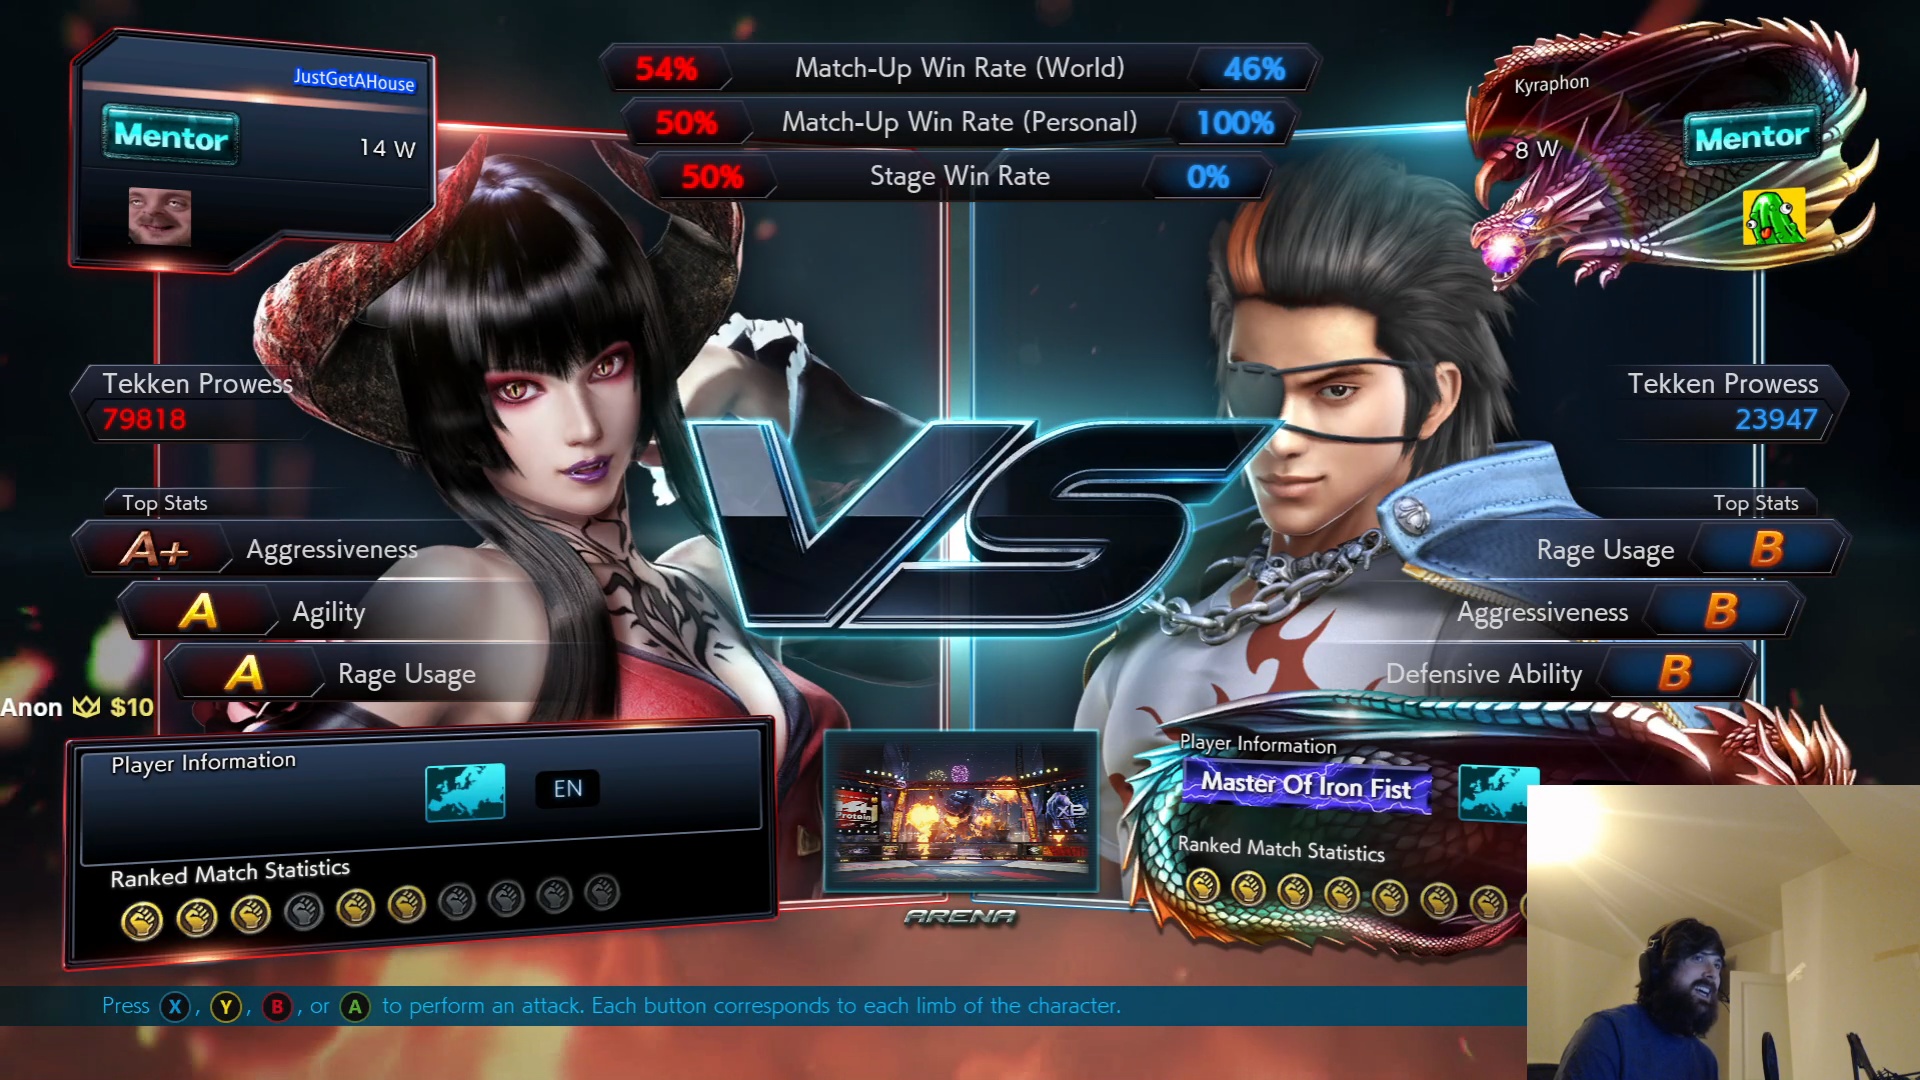 JustGetAHouse
Mentor
14 W
54% Match-Up Win Rate (World) 46%
50% Match-Up Win Rate (Personal) 100%
50% Stage Win Rate 0%
Kyraphon
8 W
Mentor
Tekken Prowess
79818
Tekken Prowess
23947
VS
Top Stats
A+ Aggressiveness
A Agility
A Rage Usage
Top Stats
Rage Usage B
Aggressiveness B
Defensive Ability B
Anon $10
Player Information
EN
Ranked Match Statistics
Protein
ARENA
Player Information
Master Of Iron Fist
Ranked Match Statistics
Press X, Y, B, or A to perform an attack. Each button corresponds to each limb of the character.